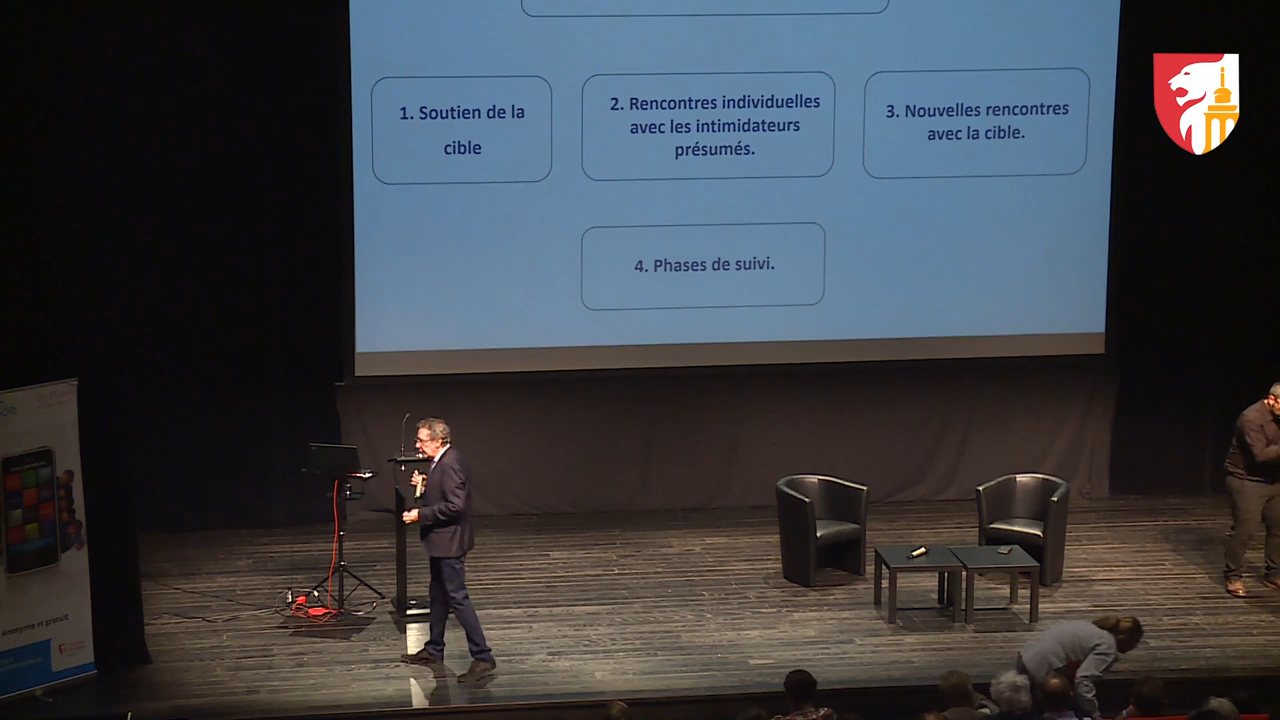 1. Soutien de la
cible
2. Rencontres individuelles
avec les intimidateurs
présumés.
3. Nouvelles rencontres
avec la cible.
4. Phases de suivi.
Anonyme et gratuit